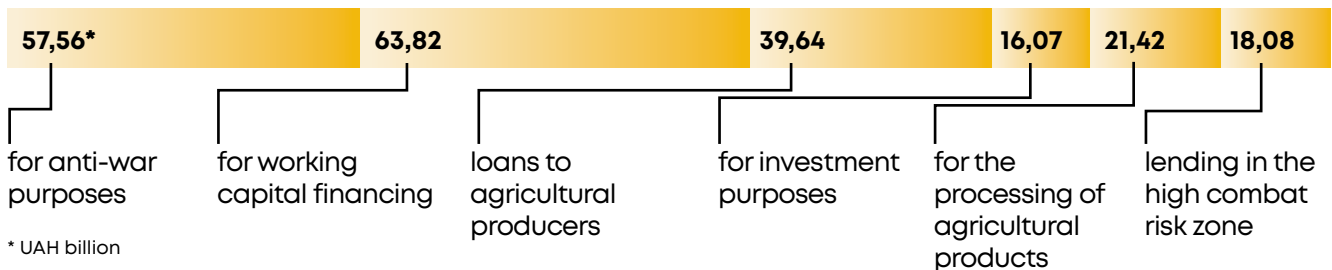 57,56*
63,82
39,64
16,07
21,42
18,08
for anti-war
purposes
for working
capital financing
loans to
agricultural
producers
for investment
purposes
for the
processing of
agricultural
products
lending in the
high combat
risk zone
* UAH billion